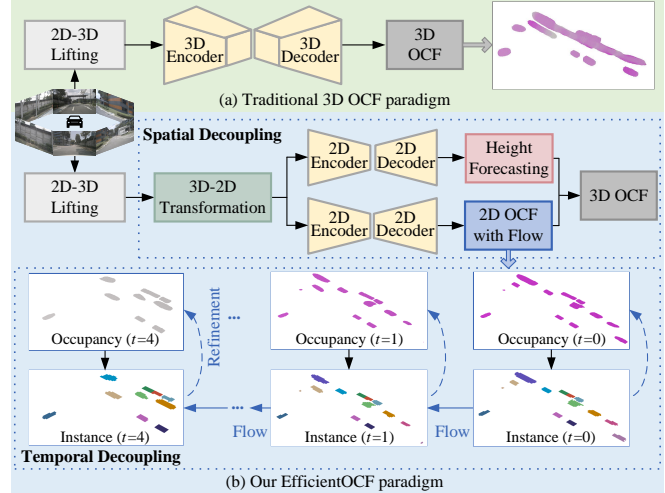 2D-3D
Lifting
3D
Encoder
3D
Decoder
3D
OCF
(a) Traditional 3D OCF paradigm
Spatial Decoupling
2D-3D
Lifting
3D-2D
Transformation
2D
Encoder
2D
Decoder
Height
Forecasting
2D
Encoder
2D
Decoder
2D OCF
with Flow
3D OCF
Occupancy (t=4)
Refinement
...
Occupancy (t=1)
Occupancy (t=0)
Instance (t=4)
...
Flow
Instance (t=1)
Flow
Instance (t=0)
Temporal Decoupling
(b) Our EfficientOCF paradigm